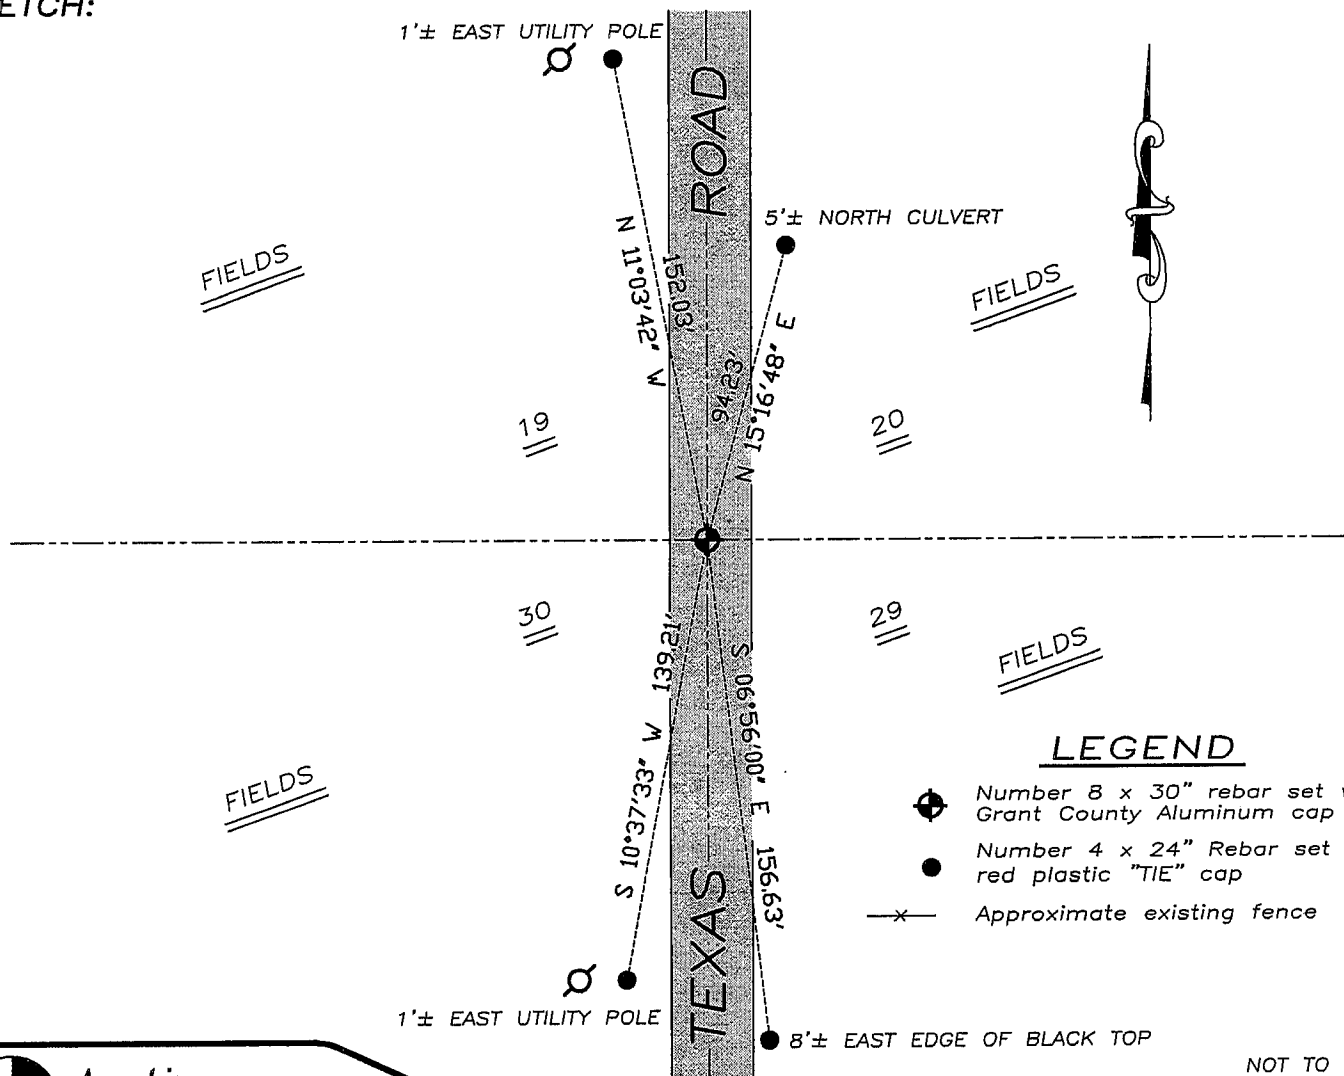 1'± EAST UTILITY POLE
ROAD
5'± NORTH CULVERT
N 11°03'42" W
152.03'
FIELDS
FIELDS
94.23'
N 15°16'48" E
19
20
30
29
139.21'
S 10°37'33" W
S 06°56'00" E 156.63'
FIELDS
FIELDS
LEGEND
Number 8 x 30" rebar set
Grant County Aluminum cap
Number 4 x 24" Rebar set
red plastic "TIE" cap
Approximate existing fence
TEXAS
1'± EAST UTILITY POLE
8'± EAST EDGE OF BLACK TOP
NOT TO